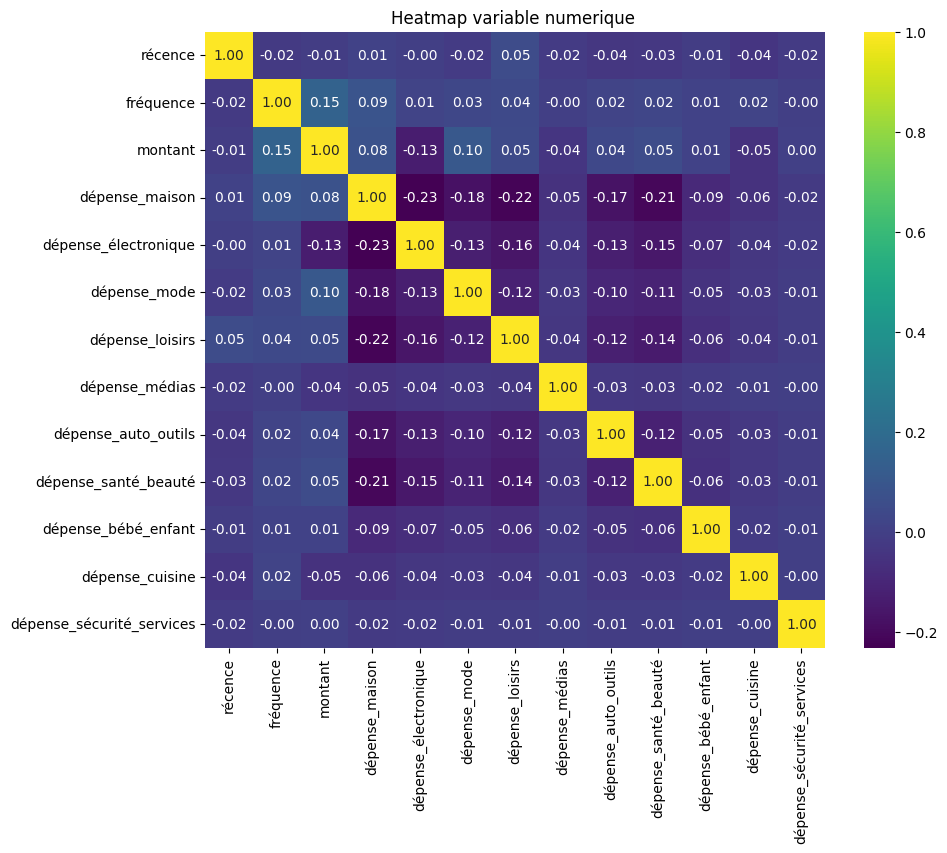 Heatmap variable numerique
récence 1.00 -0.02 -0.01 0.01 -0.00 -0.02 0.05 -0.02 -0.04 -0.03 -0.01 -0.04 -0.02
fréquence -0.02 1.00 0.15 0.09 0.01 0.03 0.04 -0.00 0.02 0.02 0.01 0.02 -0.00
montant -0.01 0.15 1.00 0.08 -0.13 0.10 0.05 -0.04 0.04 0.05 0.01 -0.05 0.00
dépense_maison 0.01 0.09 0.08 1.00 -0.23 -0.18 -0.22 -0.05 -0.17 -0.21 -0.09 -0.06 -0.02
dépense_électronique -0.00 0.01 -0.13 -0.23 1.00 -0.13 -0.16 -0.04 -0.13 -0.15 -0.07 -0.04 -0.02
dépense_mode -0.02 0.03 0.10 -0.18 -0.13 1.00 -0.12 -0.03 -0.10 -0.11 -0.05 -0.03 -0.01
dépense_loisirs 0.05 0.04 0.05 -0.22 -0.16 -0.12 1.00 -0.04 -0.12 -0.14 -0.06 -0.04 -0.01
dépense_médias -0.02 -0.00 -0.04 -0.05 -0.04 -0.03 -0.04 1.00 -0.03 -0.03 -0.02 -0.01 -0.00
dépense_auto_outils -0.04 0.02 0.04 -0.17 -0.13 -0.10 -0.12 -0.03 1.00 -0.12 -0.05 -0.03 -0.01
dépense_santé_beauté -0.03 0.02 0.05 -0.21 -0.15 -0.11 -0.14 -0.03 -0.12 1.00 -0.06 -0.03 -0.01
dépense_bébé_enfant -0.01 0.01 0.01 -0.09 -0.07 -0.05 -0.06 -0.02 -0.05 -0.06 1.00 -0.02 -0.01
dépense_cuisine -0.04 0.02 -0.05 -0.06 -0.04 -0.03 -0.04 -0.01 -0.03 -0.03 -0.02 1.00 -0.00
dépense_sécurité_services -0.02 -0.00 0.00 -0.02 -0.02 -0.01 -0.01 -0.00 -0.01 -0.01 -0.01 -0.00 1.00
récence
fréquence
montant
dépense_maison
dépense_électronique
dépense_mode
dépense_loisirs
dépense_médias
dépense_auto_outils
dépense_santé_beauté
dépense_bébé_enfant
dépense_cuisine
dépense_sécurité_services
1.0
0.8
0.6
0.4
0.2
0.0
−0.2